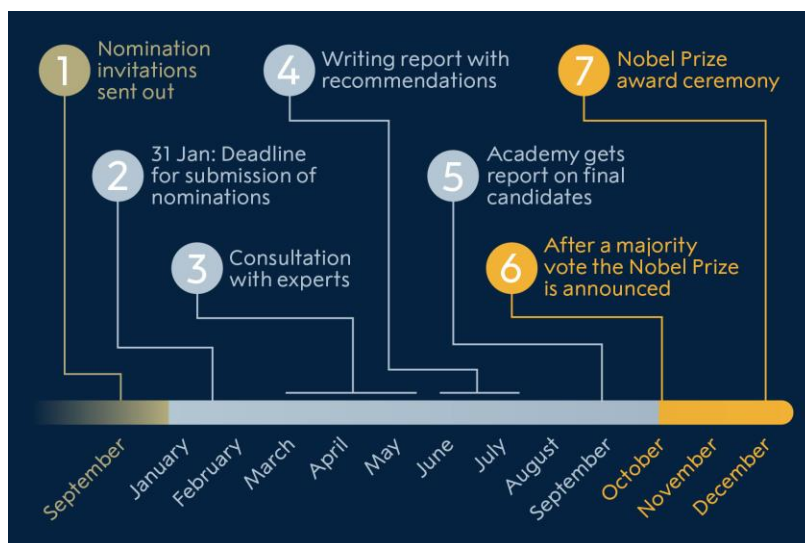 1
Nomination
invitations
sent out
2
31 Jan: Deadline
for submission of
nominations
3
Consultation
with experts
4
Writing report with
recommendations
5
Academy gets
report on final
candidates
6
After a majority
vote the Nobel Prize
is announced
7
Nobel Prize
award ceremony
September
January
February
March
April
May
June
July
August
September
October
November
December